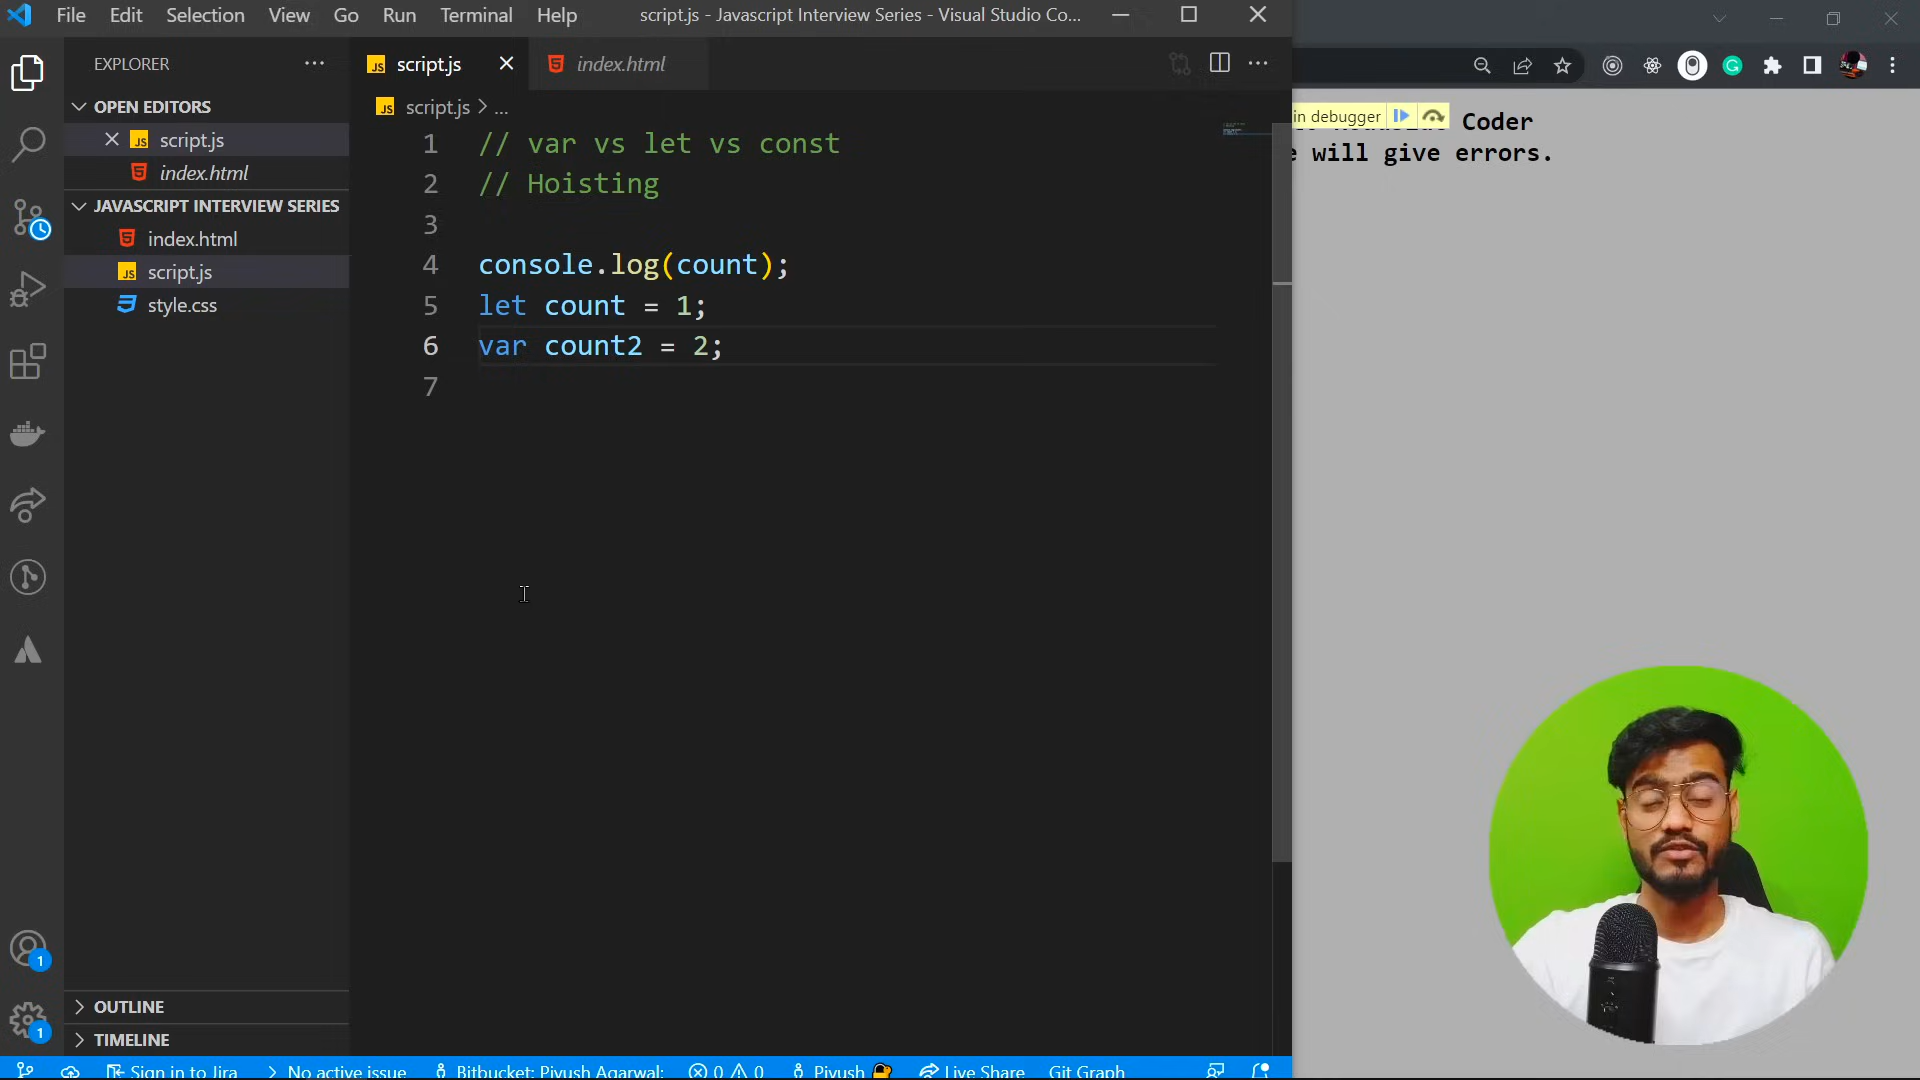 File Edit Selection View Go Run Terminal Help script.js - Javascript Interview Series - Visual Studio Co...
EXPLORER ...
script.js
index.html
OPEN EDITORS
script.js
index.html
JAVASCRIPT INTERVIEW SERIES
index.html
script.js
style.css
OUTLINE
TIMELINE
script.js > ...
1 // var vs let vs const
2 // Hoisting
3
4 console.log(count);
5 let count = 1;
6 var count2 = 2;
7
in debugger
Coder
will give errors.
1
1
Sign in to Jira No active issue Bitbucket: Piyush Agarwal: 0 0 Piyush Live Share Git Graph